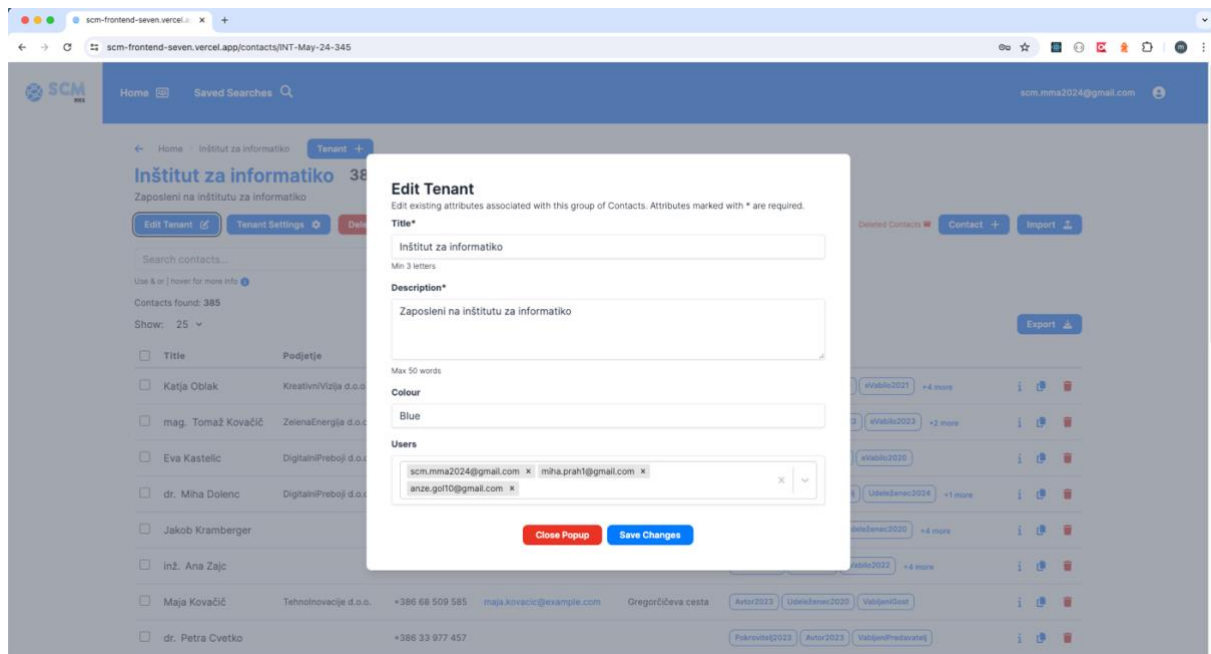 scm-frontend-seven.vercel.a
scm-frontend-seven.vercel.app/contacts/INT-May-24-345
SCM
MMA
Home
Saved Searches
scm.mma2024@gmail.com
Home
Inštitut za informatiko
Tenant +
Inštitut za informatiko 38
Zaposleni na inštitutu za informatiko
Edit Tenant
Tenant Settings
Dele
Deleted Contacts
Contact +
Import
Search contacts...
Use & or | hover for more info
Contacts found: 385
Show: 25
Export
Title Podjetje
Katja Oblak KreativniVizija d.o.o eVabilo2021 +4 more
mag. Tomaž Kovačič ZelenaEnergija d.o.o eVabilo2023 +2 more
Eva Kastelic DigitalniPreboji d.o.o eVabilo2020
dr. Miha Dolenc DigitalniPreboji d.o.o Udeleženec2024 +1 more
Jakob Kramberger deleženec2020 +4 more
inž. Ana Zajc Vabilo2022 +4 more
Maja Kovačič TehnoInovacije d.o.o. +386 68 509 585 maja.kovacic@example.com Gregorčičeva cesta Avtor2023 Udeleženec2020 VabljeniGost
dr. Petra Cvetko +386 33 977 457 Pokrovitelj2023 Avtor2023 VabljeniPredavatelj
Edit Tenant
Edit existing attributes associated with this group of Contacts. Attributes marked with * are required.
Title*
Inštitut za informatiko
Min 3 letters
Description*
Zaposleni na inštitutu za informatiko
Max 50 words
Colour
Blue
Users
scm.mma2024@gmail.com × miha.prah1@gmail.com ×
anze.gol10@gmail.com ×
Close Popup Save Changes